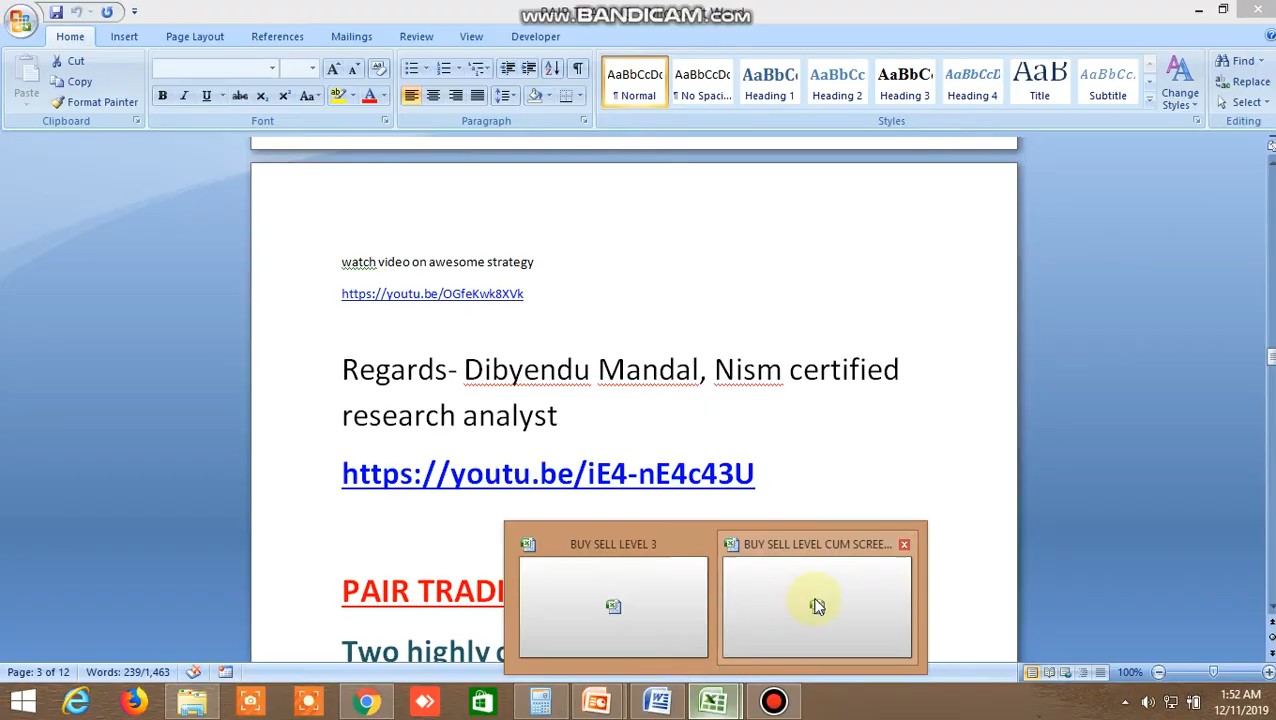 www.BANDICAM.com
Home Insert Page Layout References Mailings Review View Developer
Paste
Cut
Copy
Format Painter
Clipboard
Font
Paragraph
AaBbCcDc AaBbCcDc AaBbC AaBbCc AaBbCc AaBbCcD AaB AaBbCc.
¶ Normal ¶ No Spaci... Heading 1 Heading 2 Heading 3 Heading 4 Title Subtitle
Change Styles
Styles
Find
Replace
Select
Editing
watch video on awesome strategy
https://youtu.be/OGfeKwk8XVk
Regards- Dibyendu Mandal, Nism certified
research analyst
https://youtu.be/iE4-nE4c43U
BUY SELL LEVEL 3
BUY SELL LEVEL CUM SCREE...
PAIR TRADI
Two highly
Page: 3 of 12 Words: 239/1,463
100%
1:52 AM
12/11/2019